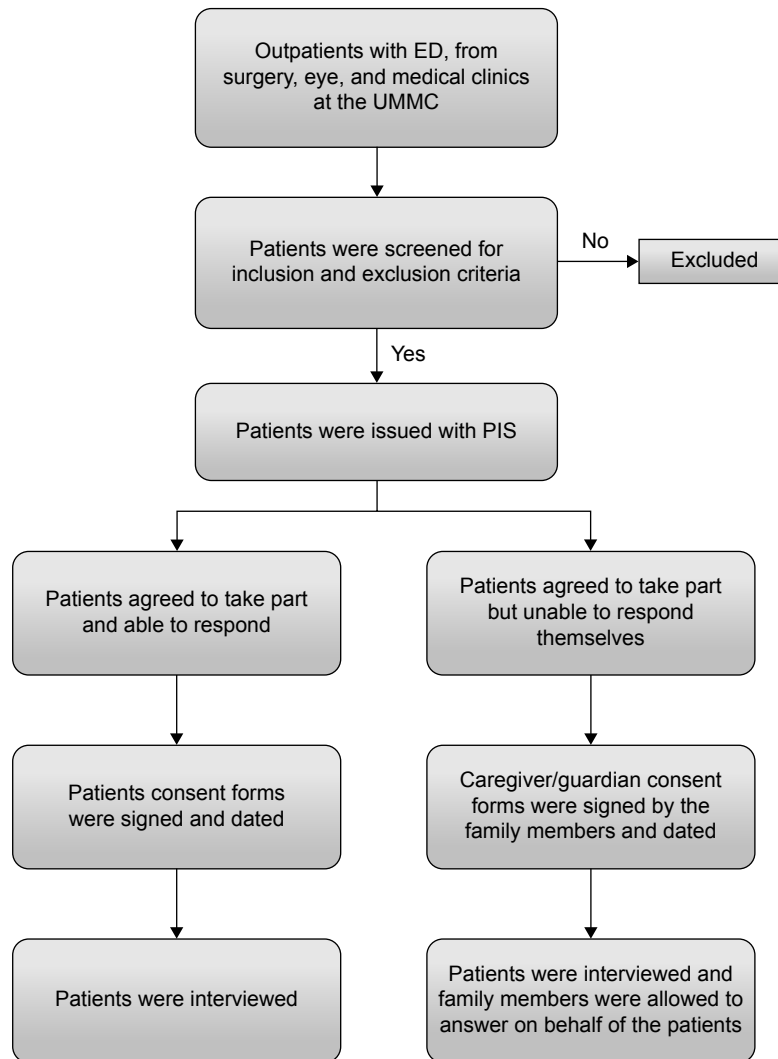 Outpatients with ED, from
surgery, eye, and medical clinics
at the UMMC
Patients were screened for
inclusion and exclusion criteria
No
Excluded
Yes
Patients were issued with PIS
Patients agreed to take part
and able to respond
Patients agreed to take part
but unable to respond
themselves
Patients consent forms
were signed and dated
Caregiver/guardian consent
forms were signed by the
family members and dated
Patients were interviewed
Patients were interviewed and
family members were allowed to
answer on behalf of the patients